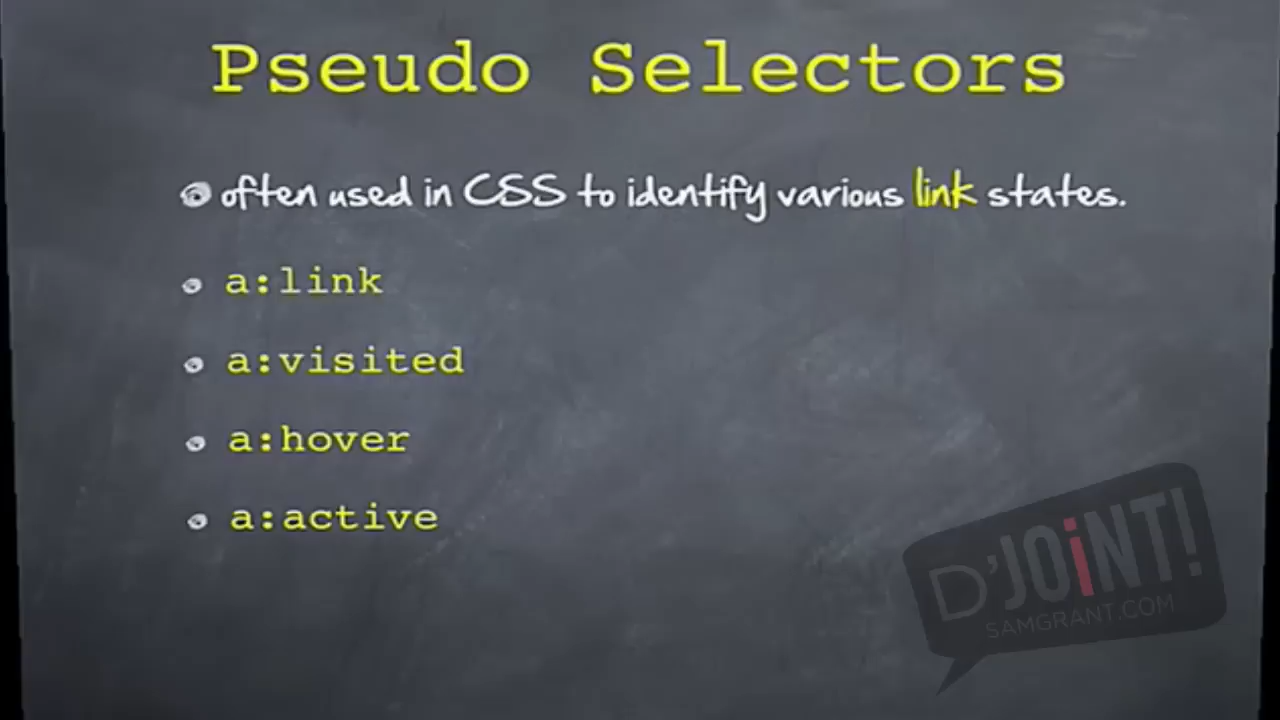 Pseudo Selectors
often used in CSS to identify various link states.
a:link
a:visited
a:hover
a:active
D'JOiNT!
SAMGRANT.COM